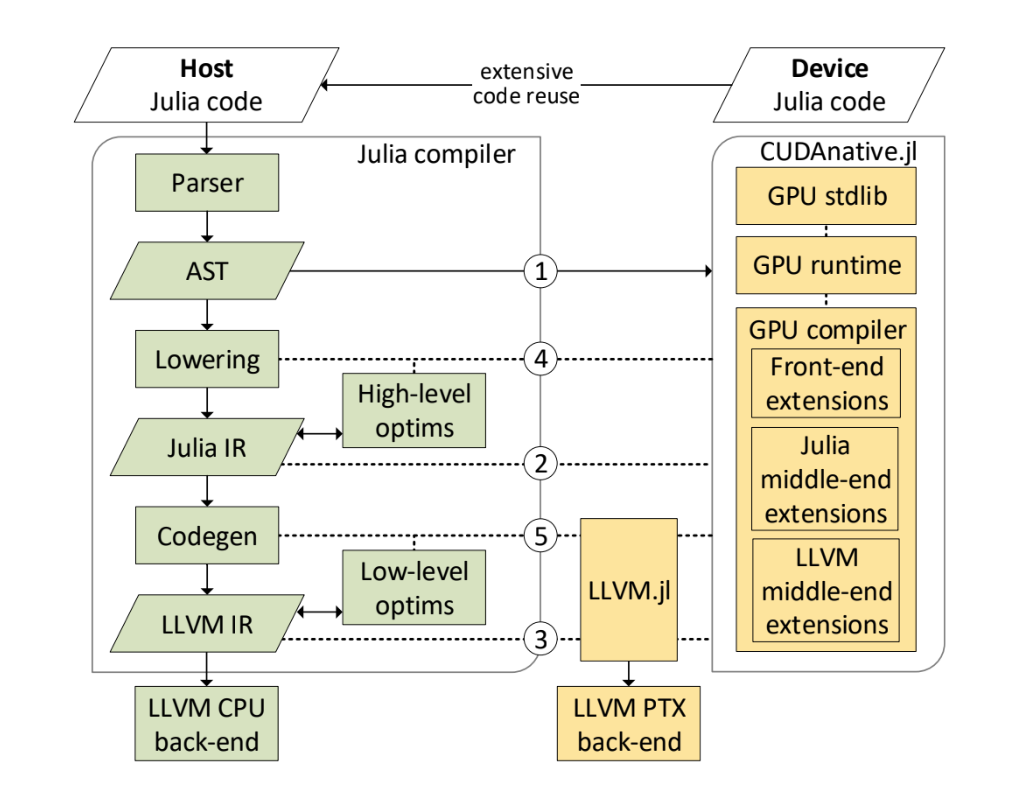 Host
Julia code
extensive
code reuse
Device
Julia code
Julia compiler
CUDAnative.jl
Parser
AST
Lowering
High-level
optims
Julia IR
Codegen
Low-level
optims
LLVM IR
LLVM CPU
back-end
1
4
2
5
3
LLVM.jl
LLVM PTX
back-end
GPU stdlib
GPU runtime
GPU compiler
Front-end
extensions
Julia
middle-end
extensions
LLVM
middle-end
extensions